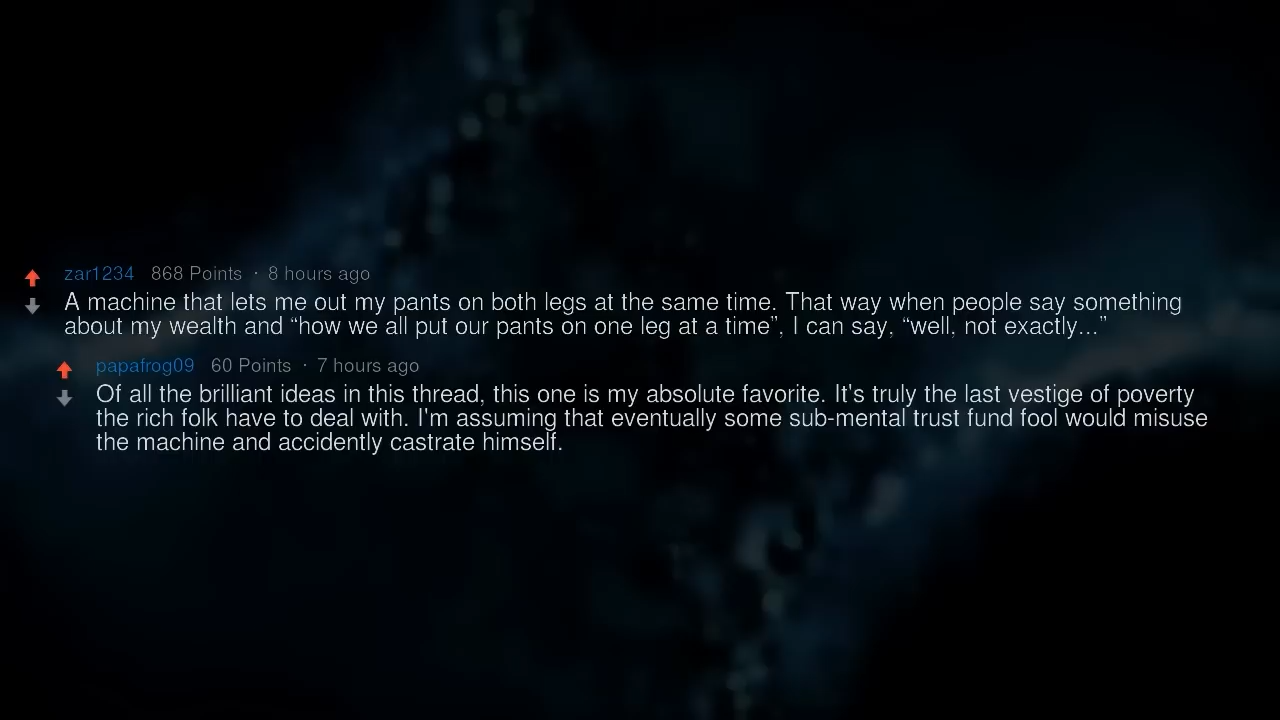 zar1234 868 Points · 8 hours ago
A machine that lets me out my pants on both legs at the same time. That way when people say something
about my wealth and “how we all put our pants on one leg at a time”, I can say, “well, not exactly...”
papafrog09 60 Points · 7 hours ago
Of all the brilliant ideas in this thread, this one is my absolute favorite. It's truly the last vestige of poverty
the rich folk have to deal with. I'm assuming that eventually some sub-mental trust fund fool would misuse
the machine and accidently castrate himself.